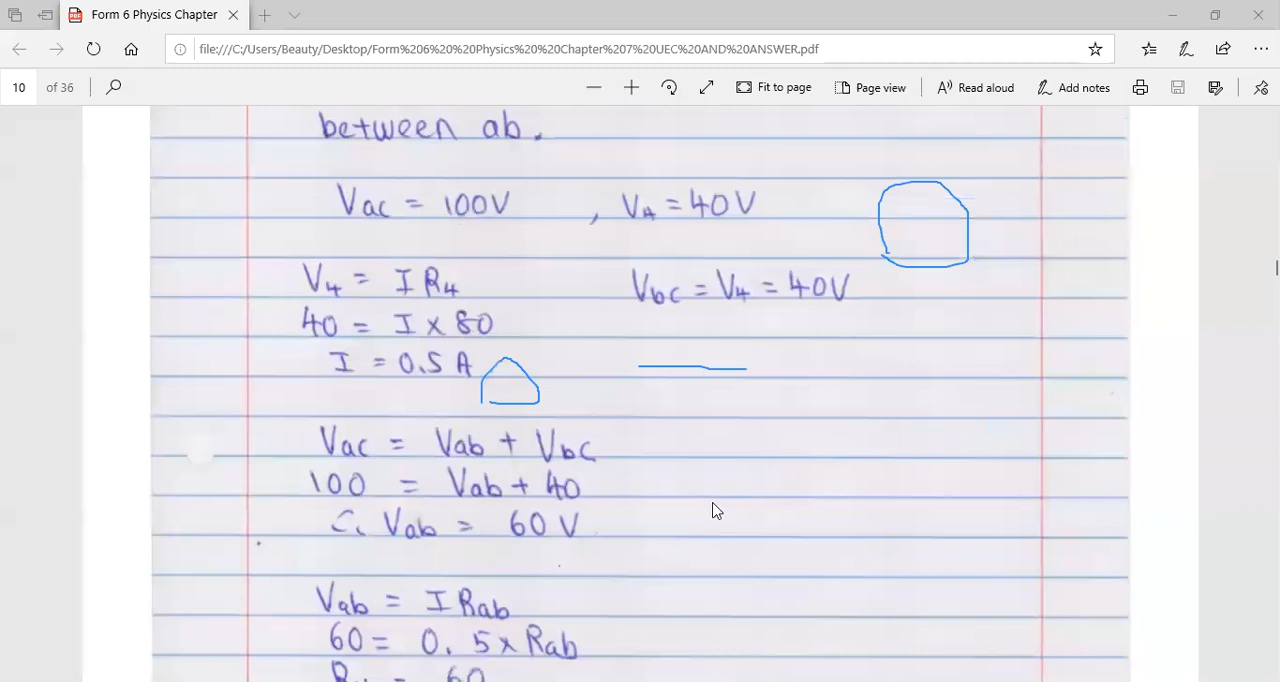 Form 6 Physics Chapter
file:///C:/Users/Beauty/Desktop/Form%206%20%20Physics%20%20Chapter%207%20UEC%20AND%20ANSWER.pdf
10 of 36 Fit to page Page view Read aloud Add notes
between ab.
Vac = 100V , V4 = 40V
V4 = IR4 Vbc = V4 = 40V
40 = I × 80
I = 0.5 A
Vac = Vab + Vbc
100 = Vab + 40
∴ Vab = 60 V
Vab = I Rab
60 = 0.5 × Rab
= 60